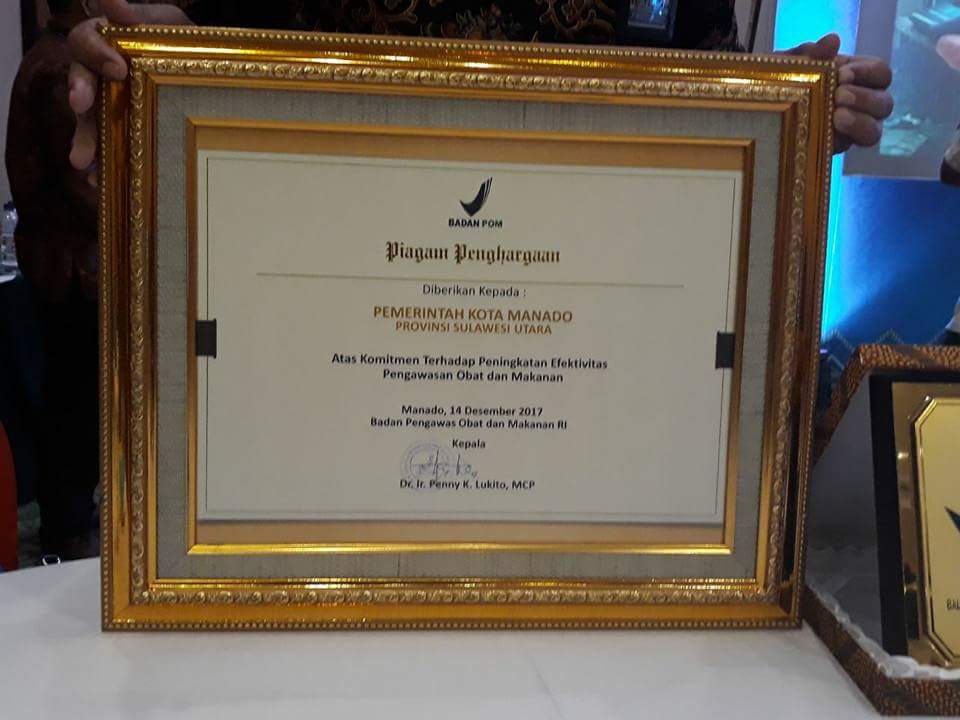 BADAN POM
Piagam Penghargaan
Diberikan Kepada :
PEMERINTAH KOTA MANADO
PROVINSI SULAWESI UTARA
Atas Komitmen Terhadap Peningkatan Efektivitas
Pengawasan Obat dan Makanan
Manado, 14 Desember 2017
Badan Pengawas Obat dan Makanan RI
Kepala
Dr. Ir. Penny K. Lukito, MCP